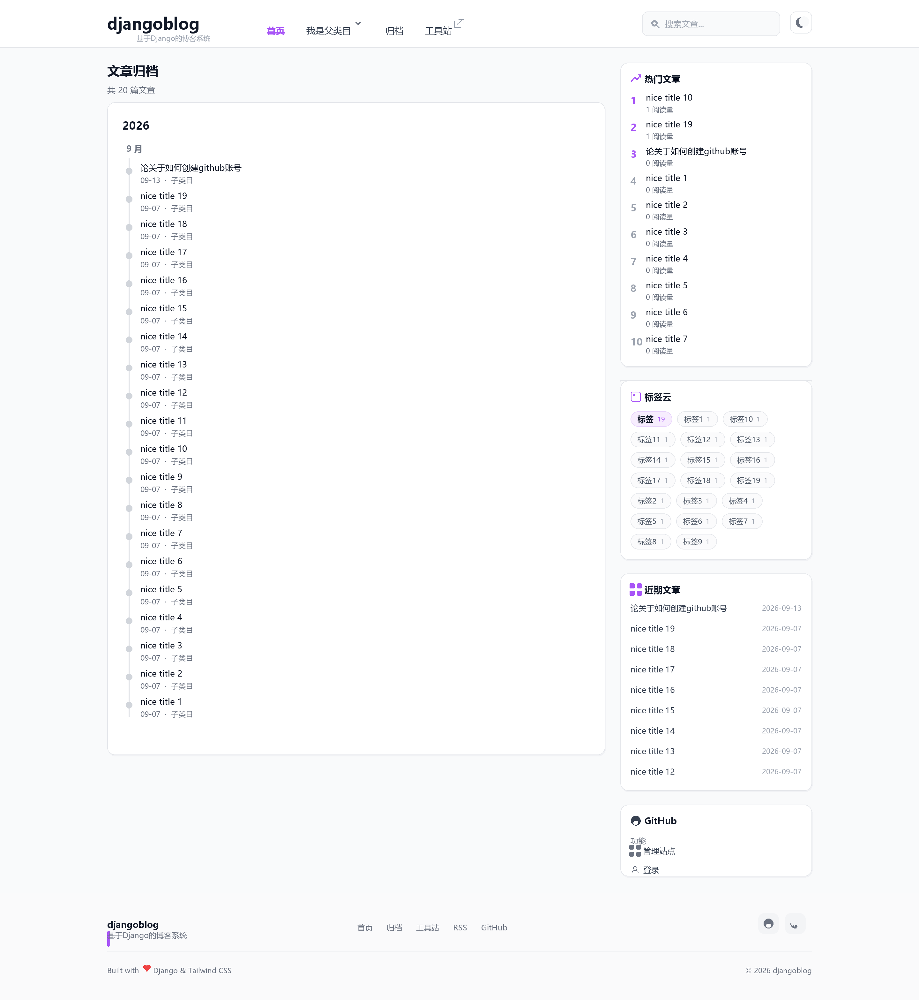 djangoblog
基于Django的博客系统
首页
我是父类目
归档
工具站
搜索文章...
文章归档
共 20 篇文章
2026
9 月
论关于如何创建github账号
09-13 · 子类目
nice title 19
09-07 · 子类目
nice title 18
09-07 · 子类目
nice title 17
09-07 · 子类目
nice title 16
09-07 · 子类目
nice title 15
09-07 · 子类目
nice title 14
09-07 · 子类目
nice title 13
09-07 · 子类目
nice title 12
09-07 · 子类目
nice title 11
09-07 · 子类目
nice title 10
09-07 · 子类目
nice title 9
09-07 · 子类目
nice title 8
09-07 · 子类目
nice title 7
09-07 · 子类目
nice title 6
09-07 · 子类目
nice title 5
09-07 · 子类目
nice title 4
09-07 · 子类目
nice title 3
09-07 · 子类目
nice title 2
09-07 · 子类目
nice title 1
09-07 · 子类目
热门文章
1 nice title 10
1 阅读量
2 nice title 19
1 阅读量
3 论关于如何创建github账号
0 阅读量
4 nice title 1
0 阅读量
5 nice title 2
0 阅读量
6 nice title 3
0 阅读量
7 nice title 4
0 阅读量
8 nice title 5
0 阅读量
9 nice title 6
0 阅读量
10 nice title 7
0 阅读量
标签云
标签 19 标签1 1 标签10 1
标签11 1 标签12 1 标签13 1
标签14 1 标签15 1 标签16 1
标签17 1 标签18 1 标签19 1
标签2 1 标签3 1 标签4 1
标签5 1 标签6 1 标签7 1
标签8 1 标签9 1
近期文章
论关于如何创建github账号 2026-09-13
nice title 19 2026-09-07
nice title 18 2026-09-07
nice title 17 2026-09-07
nice title 16 2026-09-07
nice title 15 2026-09-07
nice title 14 2026-09-07
nice title 13 2026-09-07
nice title 12 2026-09-07
GitHub
功能
管理站点
登录
djangoblog
基于Django的博客系统
首页 归档 工具站 RSS GitHub
Built with ❤ Django & Tailwind CSS
© 2026 djangoblog